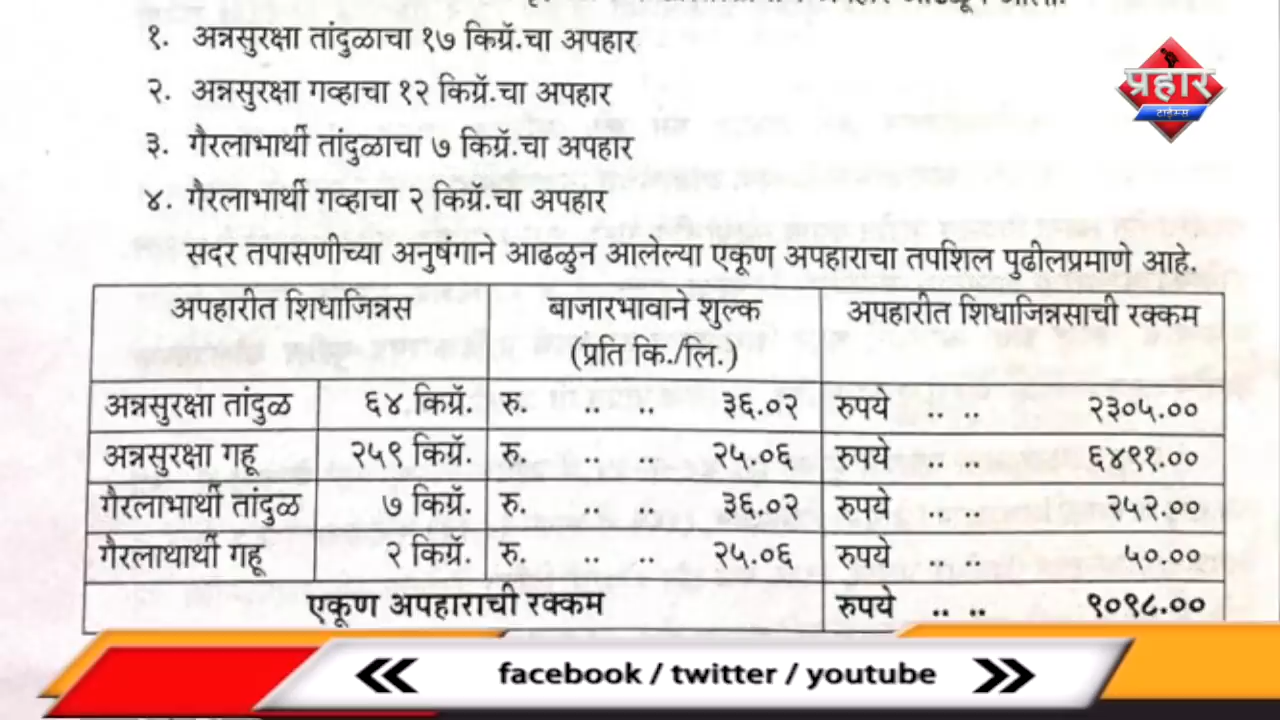 १. अन्नसुरक्षा तांदुळाचा १७ किग्रॅ.चा अपहार
२. अन्नसुरक्षा गव्हाचा १२ किग्रॅ.चा अपहार
३. गैरलाभार्थी तांदुळाचा ७ किग्रॅ.चा अपहार
४. गैरलाभार्थी गव्हाचा २ किग्रॅ.चा अपहार
प्रहार
टाईम्स
सदर तपासणीच्या अनुषंगाने आढळुन आलेल्या एकूण अपहाराचा तपशिल पुढीलप्रमाणे आहे.
अपहारीत शिधाजिन्नस बाजारभावाने शुल्क अपहारीत शिधाजिन्नसाची रक्कम
(प्रति कि./लि.)
अन्नसुरक्षा तांदुळ ६४ किग्रॅ. रु. .. .. ३६.०२ रुपये .. .. २३०५.००
अन्नसुरक्षा गहू २५९ किग्रॅ. रु. .. .. २५.०६ रुपये .. .. ६४९१.००
गैरलाभार्थी तांदुळ ७ किग्रॅ. रु. .. .. ३६.०२ रुपये .. .. २५२.००
गैरलाथार्थी गहू २ किग्रॅ. रु. .. .. २५.०६ रुपये .. .. ५०.००
एकूण अपहाराची रक्कम रुपये .. .. ९०९८.००
facebook / twitter / youtube